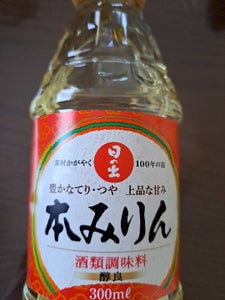 素材かがやく 100年の技
日の出
豊かなてり・つや 上品な甘み
本みりん
酒類調味料
醇良
300ml